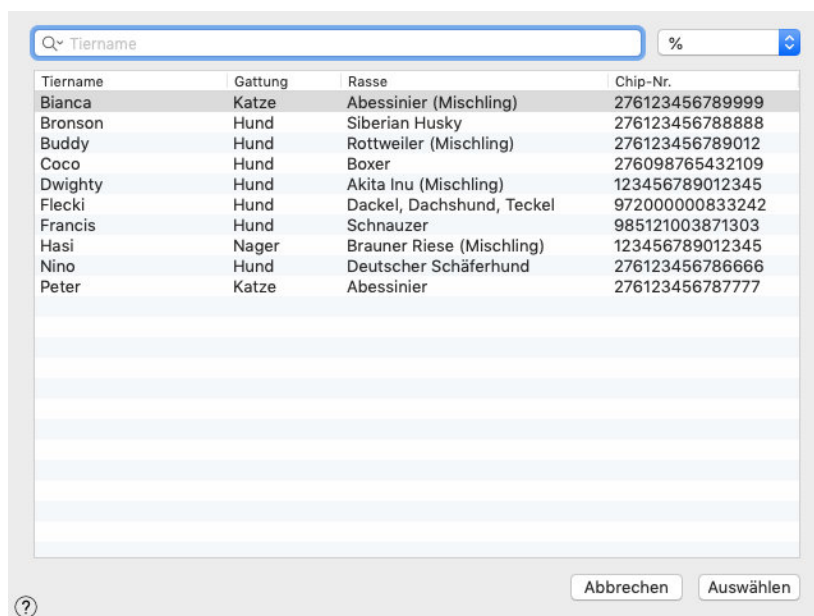 Tiername %
Tiername Gattung Rasse Chip-Nr.
Bianca Katze Abessinier (Mischling) 276123456789999
Bronson Hund Siberian Husky 276123456788888
Buddy Hund Rottweiler (Mischling) 276123456789012
Coco Hund Boxer 276098765432109
Dwighty Hund Akita Inu (Mischling) 123456789012345
Flecki Hund Dackel, Dachshund, Teckel 972000000833242
Francis Hund Schnauzer 985121003871303
Hasi Nager Brauner Riese (Mischling) 123456789012345
Nino Hund Deutscher Schäferhund 276123456786666
Peter Katze Abessinier 276123456787777
Abbrechen Auswählen
?